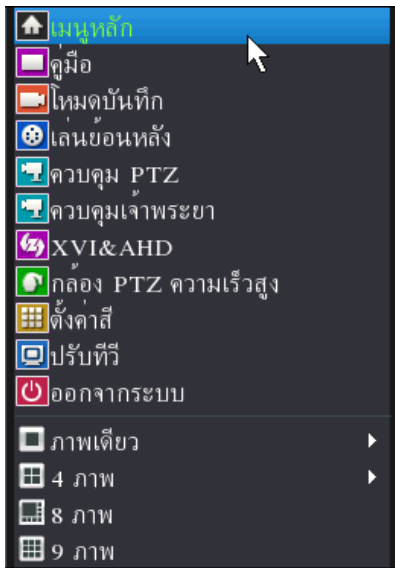 เมนูหลัก
คู่มือ
โหมดบันทึก
เล่นย้อนหลัง
ควบคุม PTZ
ควบคุมเจ้าพระยา
XVI&AHD
กล้อง PTZ ความเร็วสูง
ตั้งค่าสี
ปรับทีวี
ออกจากระบบ
ภาพเดียว
4 ภาพ
8 ภาพ
9 ภาพ